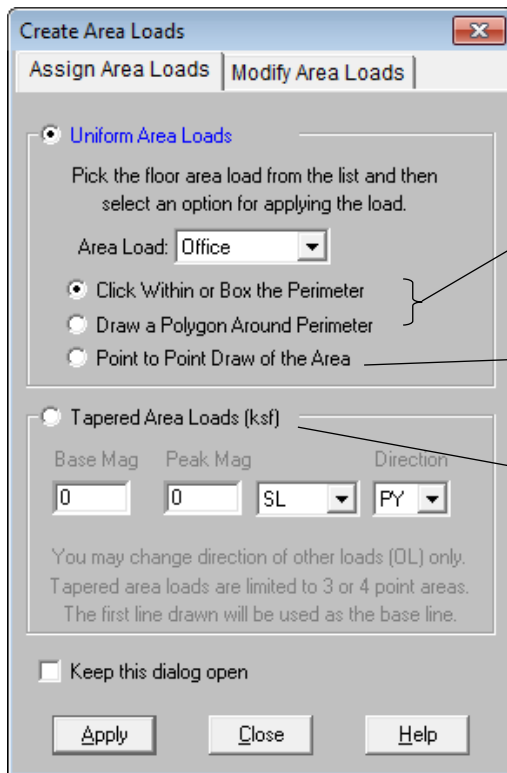 Create Area Loads
Assign Area Loads
Modify Area Loads
Uniform Area Loads
Pick the floor area load from the list and then
select an option for applying the load.
Area Load: Office
Click Within or Box the Perimeter
Draw a Polygon Around Perimeter
Point to Point Draw of the Area
Tapered Area Loads (ksf)
Base Mag Peak Mag Direction
0 0 SL PY
You may change direction of other loads (OL) only.
Tapered area loads are limited to 3 or 4 point areas.
The first line drawn will be used as the base line.
Keep this dialog open
Apply Close Help